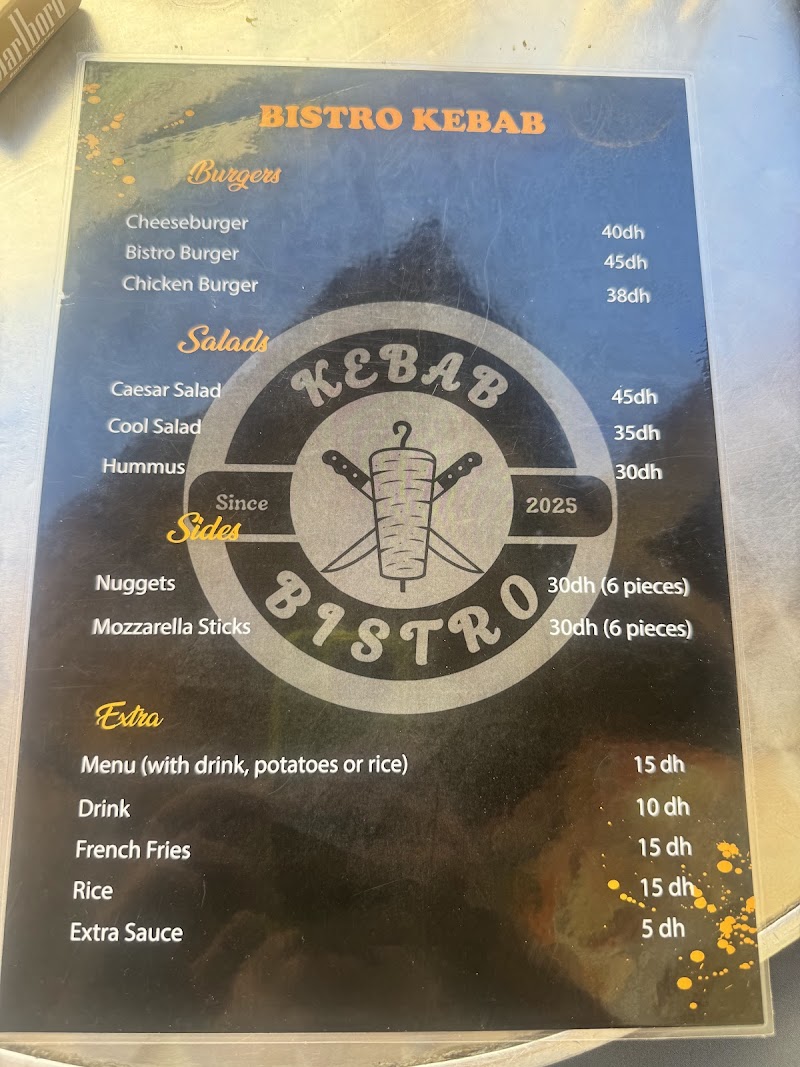 Marlboro
BISTRO KEBAB
Burgers
Cheeseburger 40dh
Bistro Burger 45dh
Chicken Burger 38dh
Salads
Caesar Salad 45dh
Cool Salad 35dh
Hummus 30dh
KEBAB
Since 2025
BISTRO
Sides
Nuggets 30dh (6 pieces)
Mozzarella Sticks 30dh (6 pieces)
Extra
Menu (with drink, potatoes or rice) 15 dh
Drink 10 dh
French Fries 15 dh
Rice 15 dh
Extra Sauce 5 dh